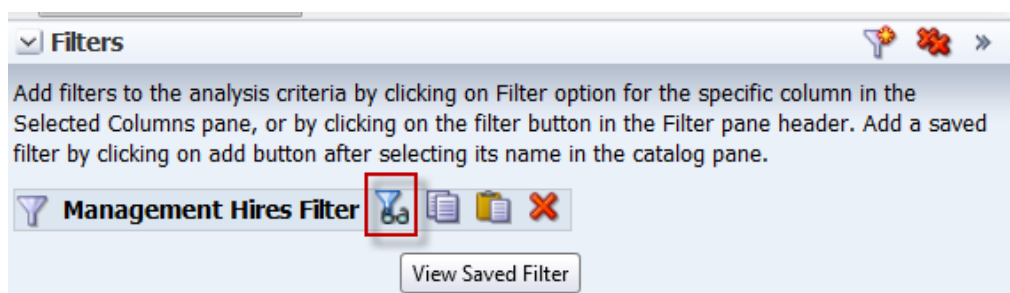 Filters
Add filters to the analysis criteria by clicking on Filter option for the specific column in the
Selected Columns pane, or by clicking on the filter button in the Filter pane header. Add a saved
filter by clicking on add button after selecting its name in the catalog pane.
Management Hires Filter
View Saved Filter